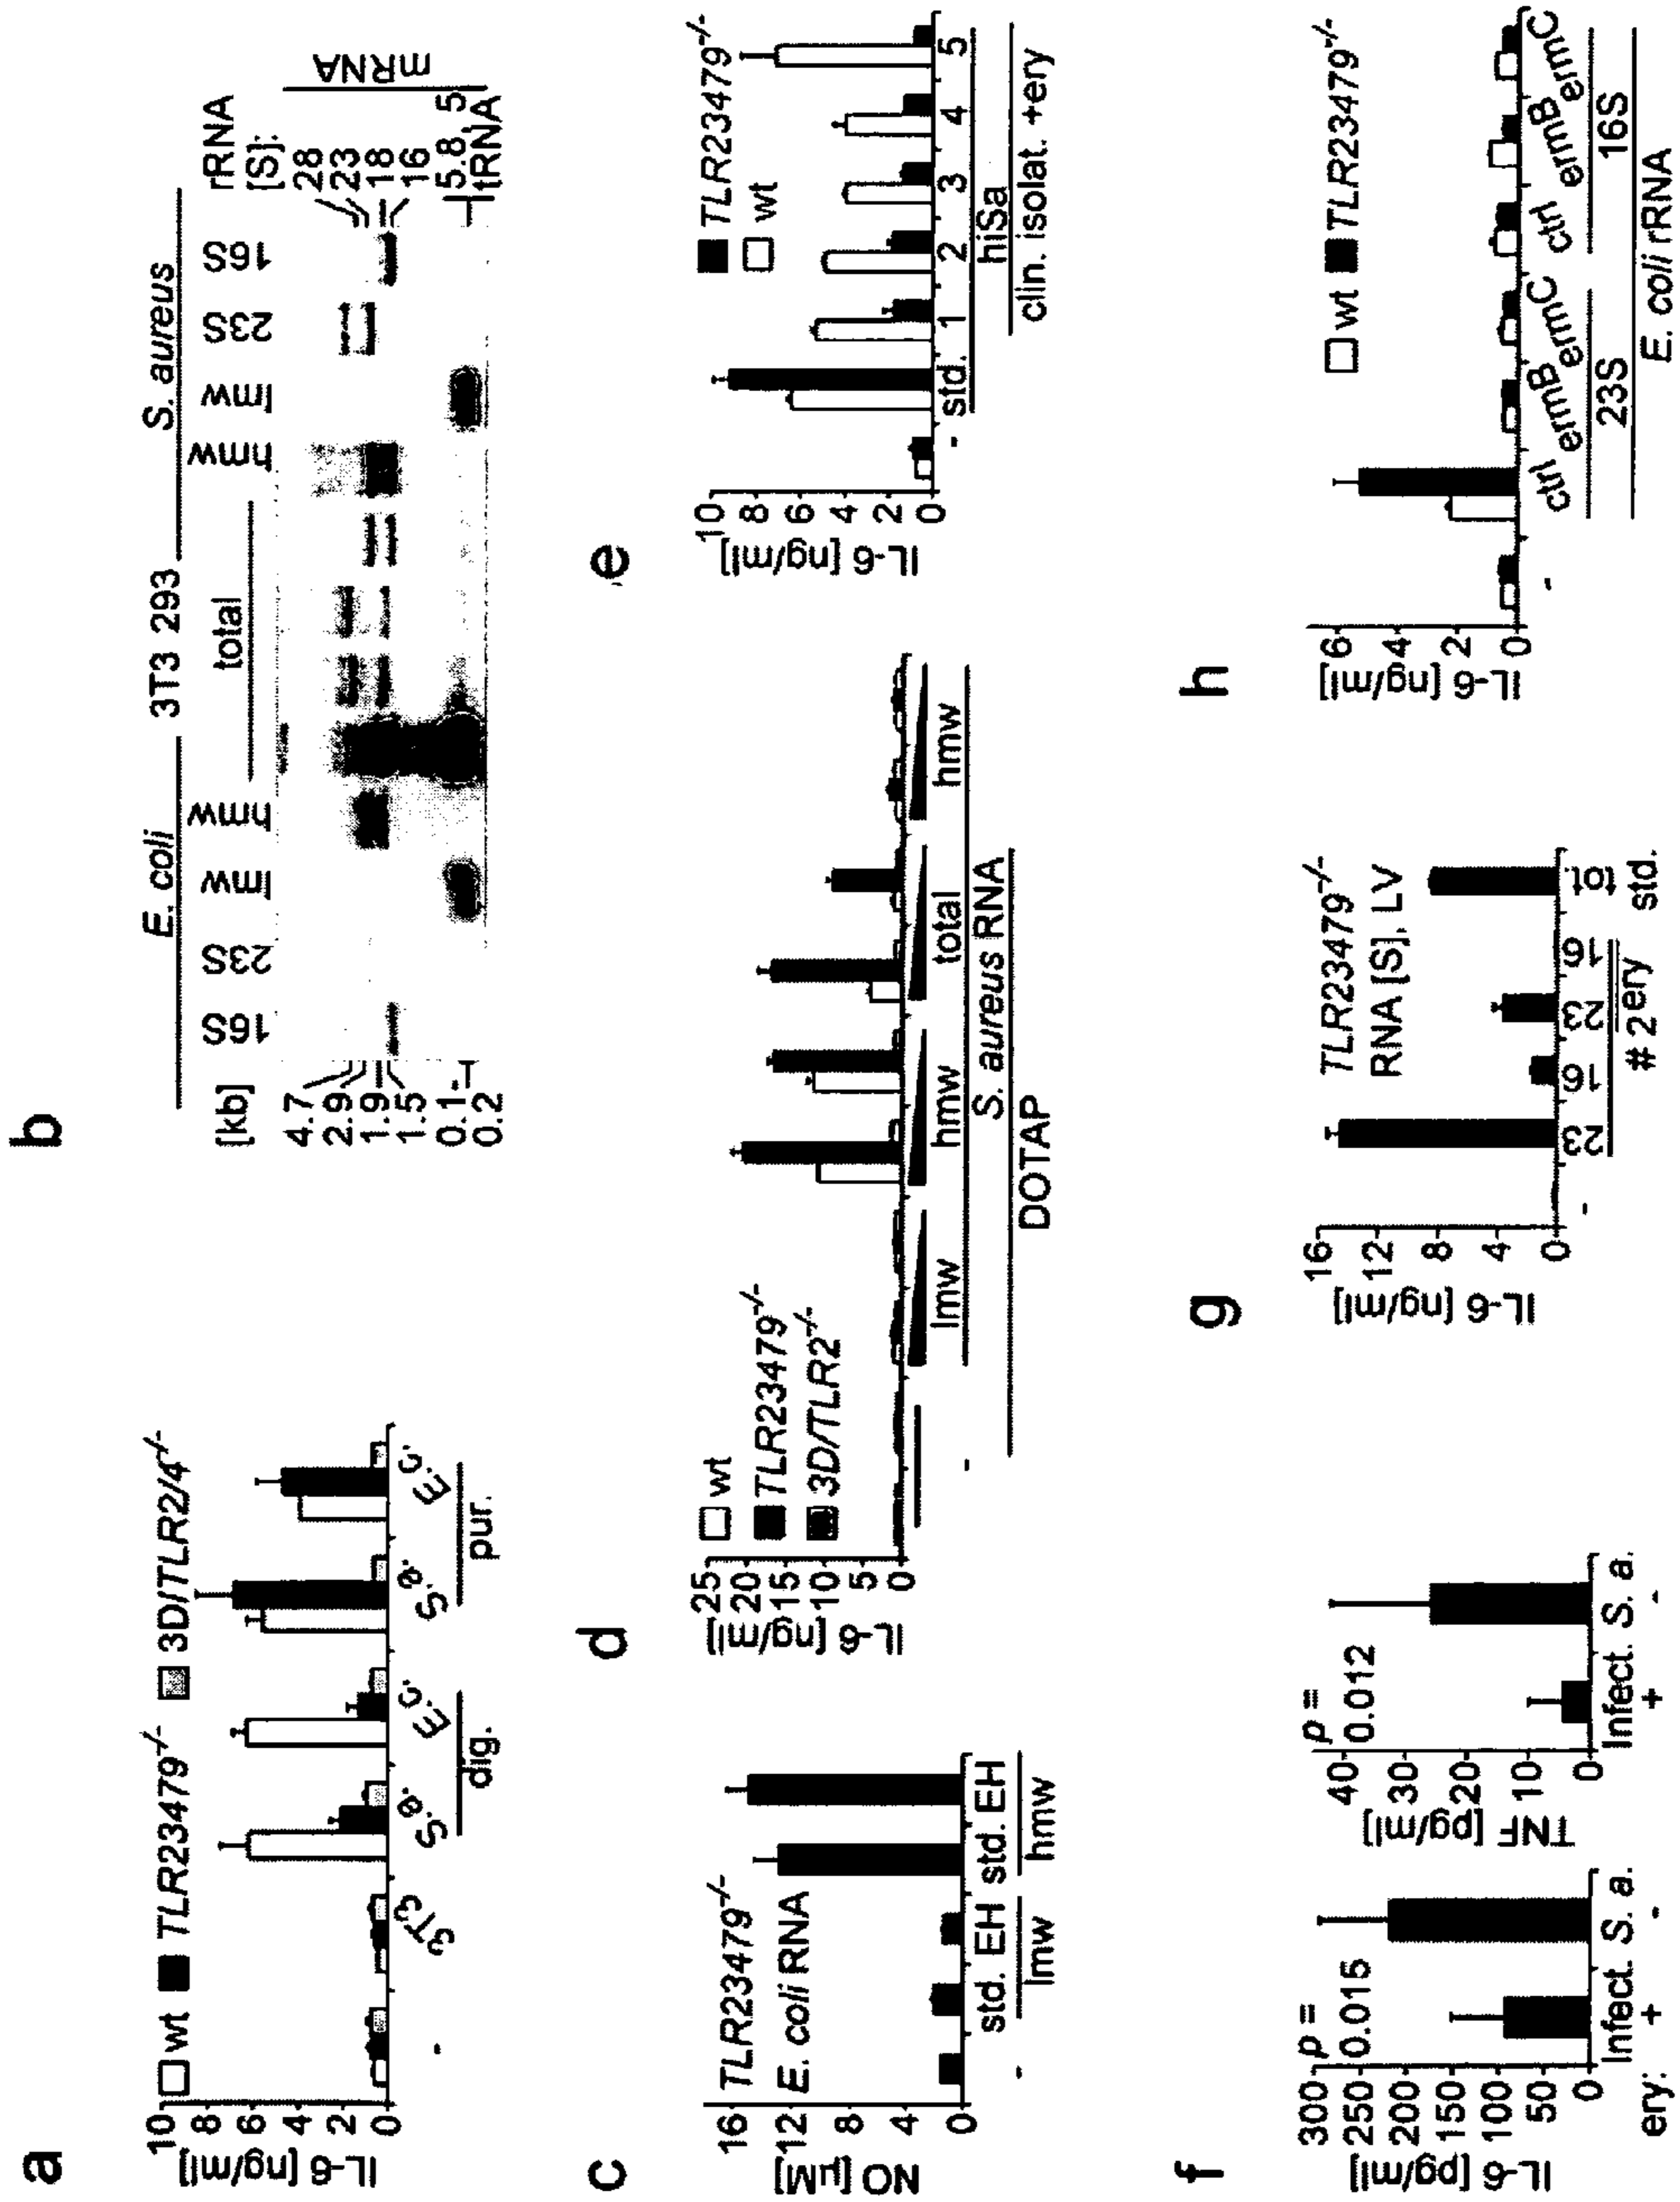 a
wt TLR23479-/- 3D/TLR2/4-/-
IL-6 [ng/ml]
10
8
6
4
2
0
- 3T3 S.a. E.c. S.a. E.c.
dig. pur.
b
E. coli 3T3 293 S. aureus
total
16S 23S lmw hmw hmw lmw 23S 16S
[kb]
4.7
2.9
1.9
1.5
0.1-
0.2
rRNA
[S]:
28
23
18
16
5.8, 5
tRNA
mRNA
c
TLR23479-/-
E. coli RNA
NO [µM]
16
12
8
4
0
- std. EH std. EH
lmw hmw
d
wt
TLR23479-/-
3D/TLR2-/-
IL-6 [ng/ml]
25
20
15
10
5
0
- lmw hmw total hmw
S. aureus RNA
DOTAP
e
TLR23479-/-
wt
IL-6 [ng/ml]
10
8
6
4
2
0
- std. 1 2 3 4 5
hiSa
clin. isolat. +ery
f
IL-6 [pg/ml]
300
250
200
150
100
50
0
p =
0.015
Infect. S. a.
ery: + -
TNF [pg/ml]
40
30
20
10
0
p =
0.012
Infect. S. a.
+ -
g
TLR23479-/-
RNA [S], LV
IL-6 [ng/ml]
16
12
8
4
0
- 23 16 23 16 tot.
# 2 ery std.
h
wt TLR23479-/-
IL-6 [ng/ml]
6
4
2
0
- ctrl ermB ermC ctrl ermB ermC
23S 16S
E. coli rRNA